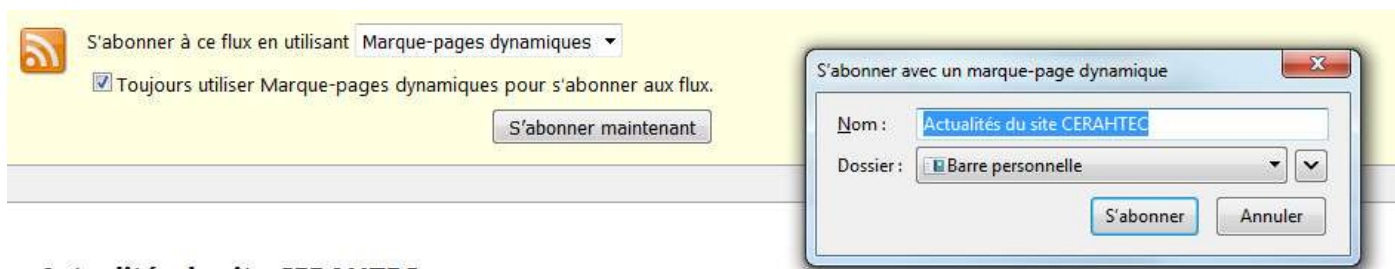 S'abonner à ce flux en utilisant Marque-pages dynamiques
Toujours utiliser Marque-pages dynamiques pour s'abonner aux flux.
S'abonner maintenant
S'abonner avec un marque-page dynamique
Nom : Actualités du site CERAHTEC
Dossier : Barre personnelle
S'abonner Annuler